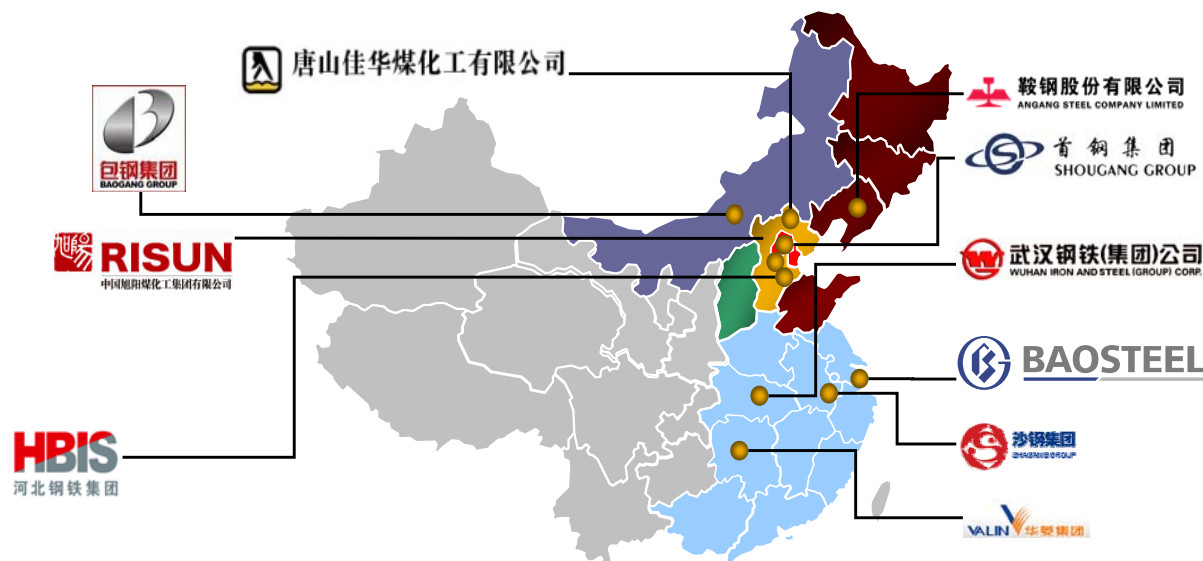 唐山佳华煤化工有限公司
鞍钢股份有限公司
ANGANG STEEL COMPANY LIMITED
包钢集团
BAOGANG GROUP
首钢集团
SHOUGANG GROUP
RISUN
中国旭阳煤化工集团有限公司
武汉钢铁(集团)公司
WUHAN IRON AND STEEL (GROUP) CORP.
BAOSTEEL
HBIS
河北钢铁集团
沙钢集团
SHAGANG GROUP
VALIN 华菱集团